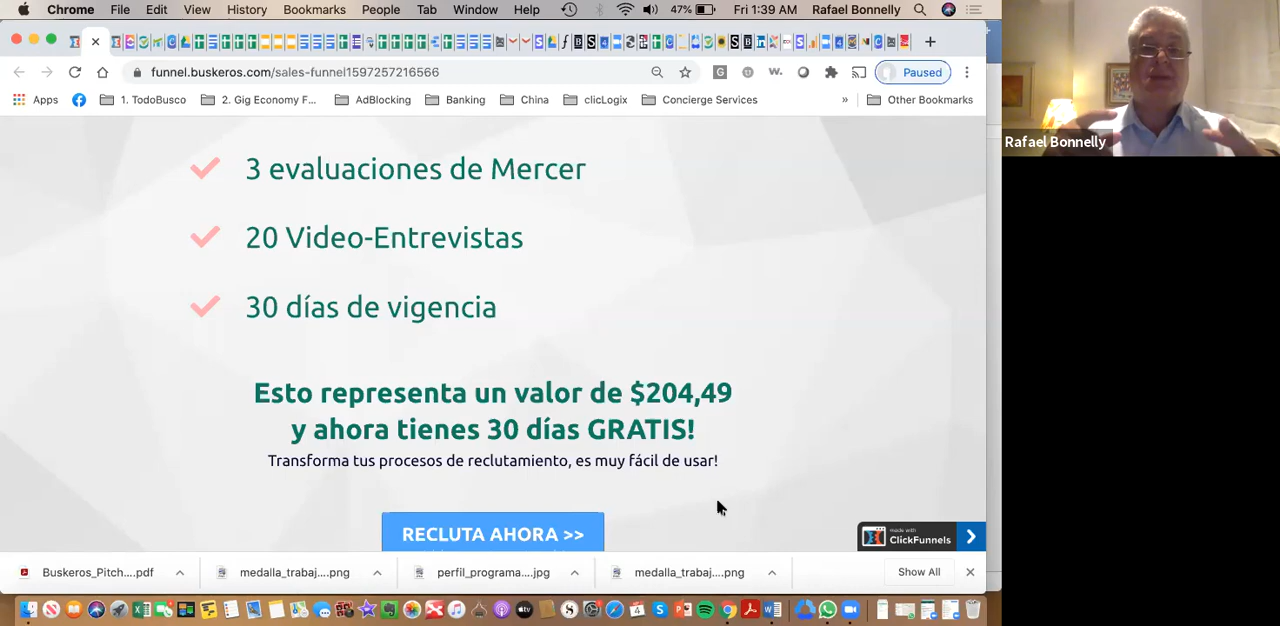 Chrome File Edit View History Bookmarks People Tab Window Help 47% Fri 1:39 AM Rafael Bonnelly
funnel.buskeros.com/sales-funnel1597257216566 Paused
Apps 1. TodoBusco 2. Gig Economy F... AdBlocking Banking China clicLogix Concierge Services » Other Bookmarks
Rafael Bonnelly
3 evaluaciones de Mercer
20 Video-Entrevistas
30 días de vigencia
Esto representa un valor de $204,49
y ahora tienes 30 días GRATIS!
Transforma tus procesos de reclutamiento, es muy fácil de usar!
RECLUTA AHORA >>
made with
ClickFunnels
Buskeros_Pitch....pdf medalla_trabaj....png perfil_programa....jpg medalla_trabaj....png Show All